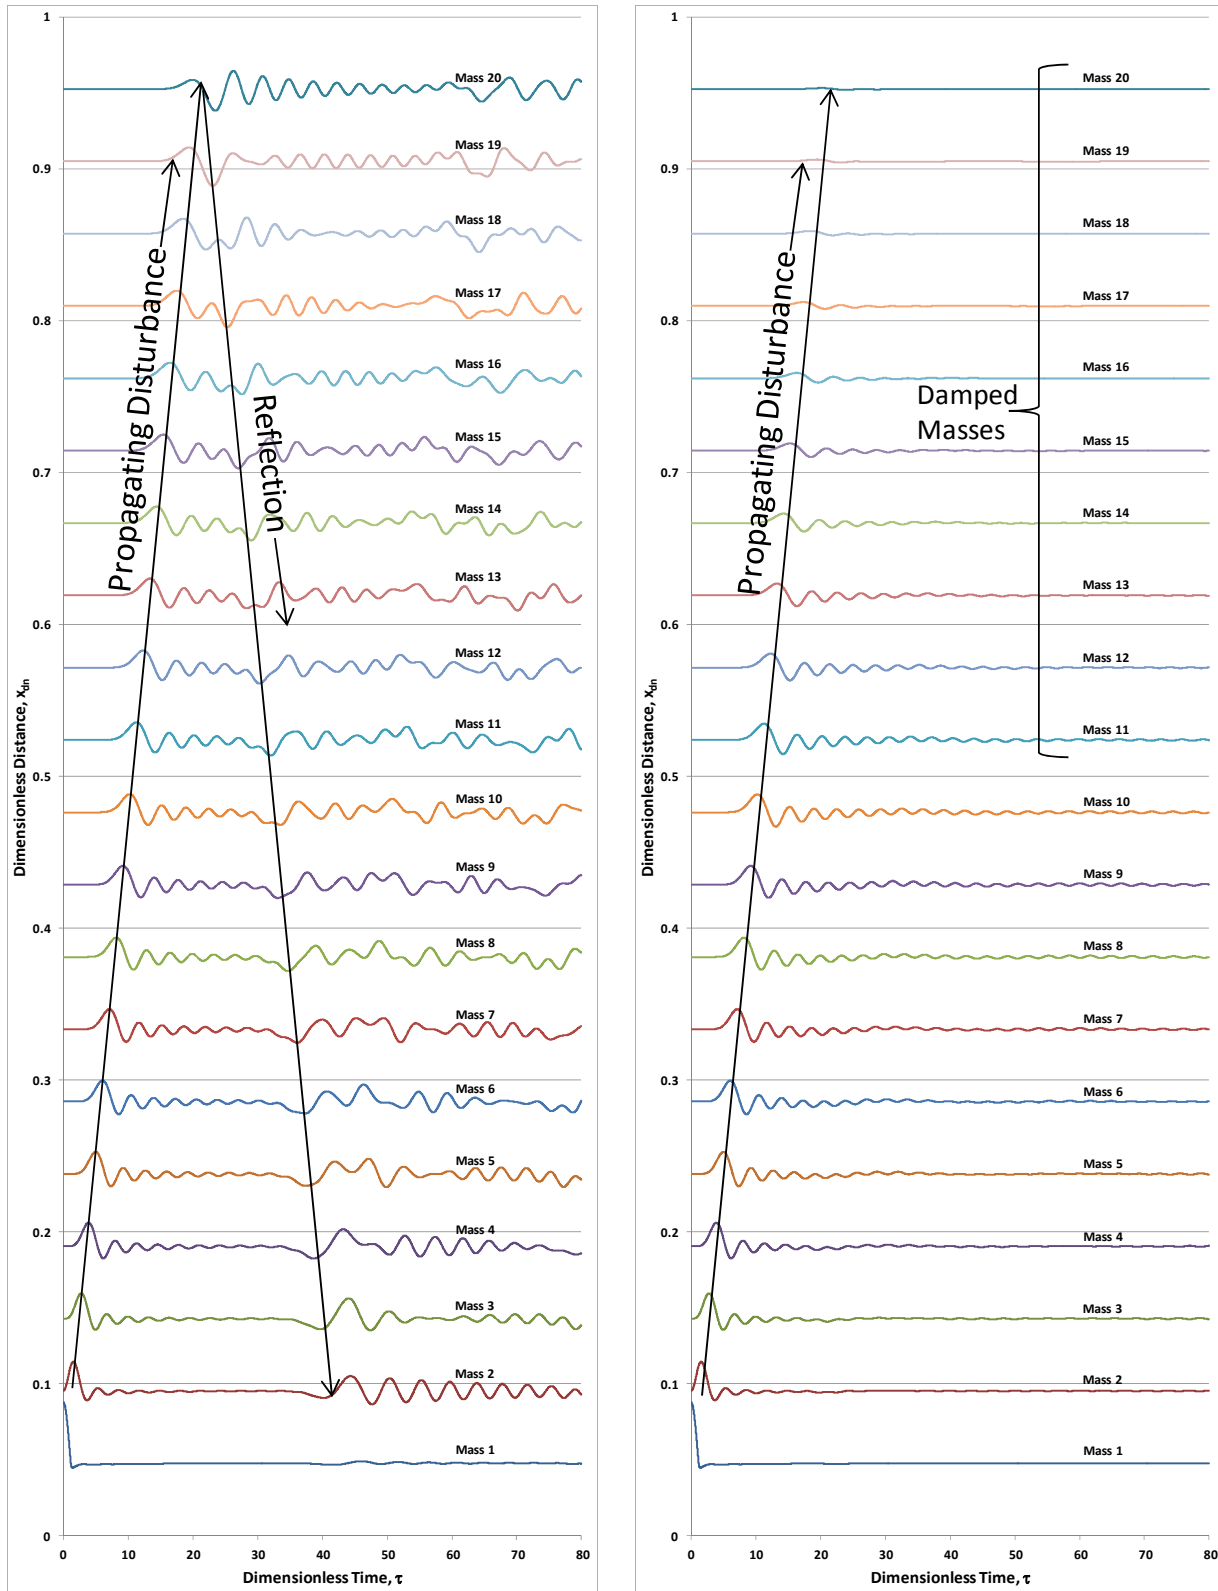 1
0.9
0.8
0.7
0.6
0.5
0.4
0.3
0.2
0.1
0
Dimensionless Distance, x_dn
Mass 20
Mass 19
Mass 18
Mass 17
Mass 16
Mass 15
Mass 14
Mass 13
Mass 12
Mass 11
Mass 10
Mass 9
Mass 8
Mass 7
Mass 6
Mass 5
Mass 4
Mass 3
Mass 2
Mass 1
Propagating Disturbance
Reflection
0 10 20 30 40 50 60 70 80
Dimensionless Time, τ
1
0.9
0.8
0.7
0.6
0.5
0.4
0.3
0.2
0.1
0
Dimensionless Distance, x_dn
Mass 20
Mass 19
Mass 18
Mass 17
Mass 16
Mass 15
Mass 14
Mass 13
Mass 12
Mass 11
Mass 10
Mass 9
Mass 8
Mass 7
Mass 6
Mass 5
Mass 4
Mass 3
Mass 2
Mass 1
Propagating Disturbance
Damped
Masses
0 10 20 30 40 50 60 70 80
Dimensionless Time, τ